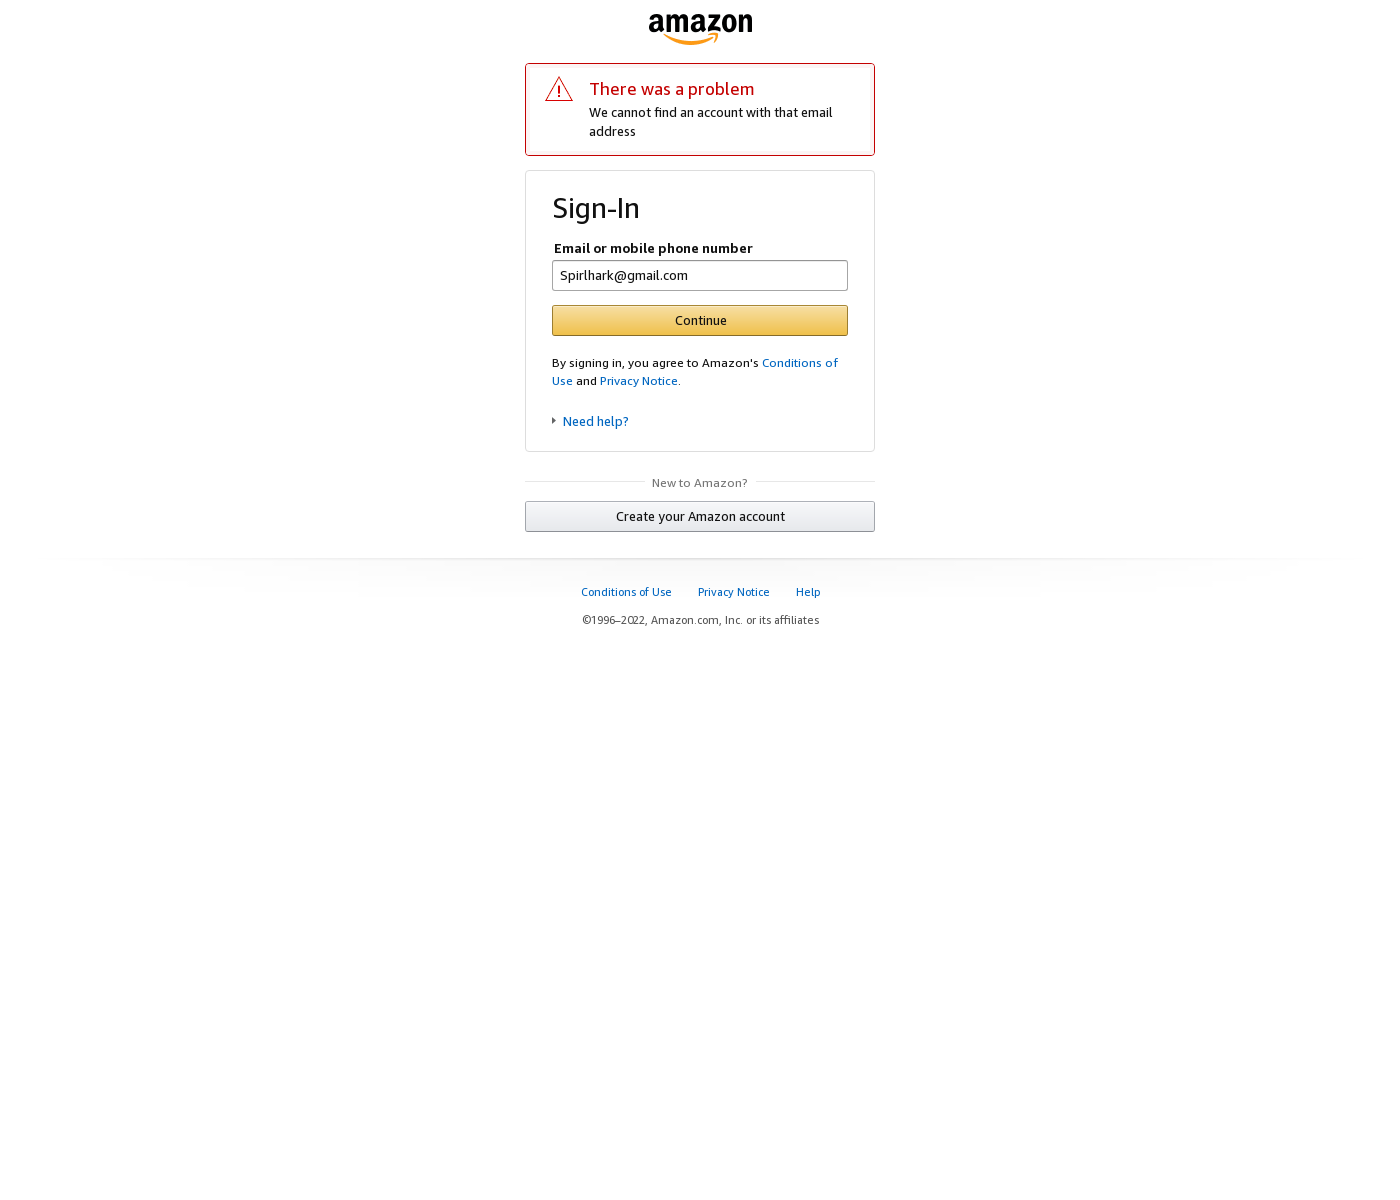 amazon
There was a problem
We cannot find an account with that email
address
Sign-In
Email or mobile phone number
Spirlhark@gmail.com
Continue
By signing in, you agree to Amazon's Conditions of
Use and Privacy Notice.
Need help?
New to Amazon?
Create your Amazon account
Conditions of Use Privacy Notice Help
©1996–2022, Amazon.com, Inc. or its affiliates